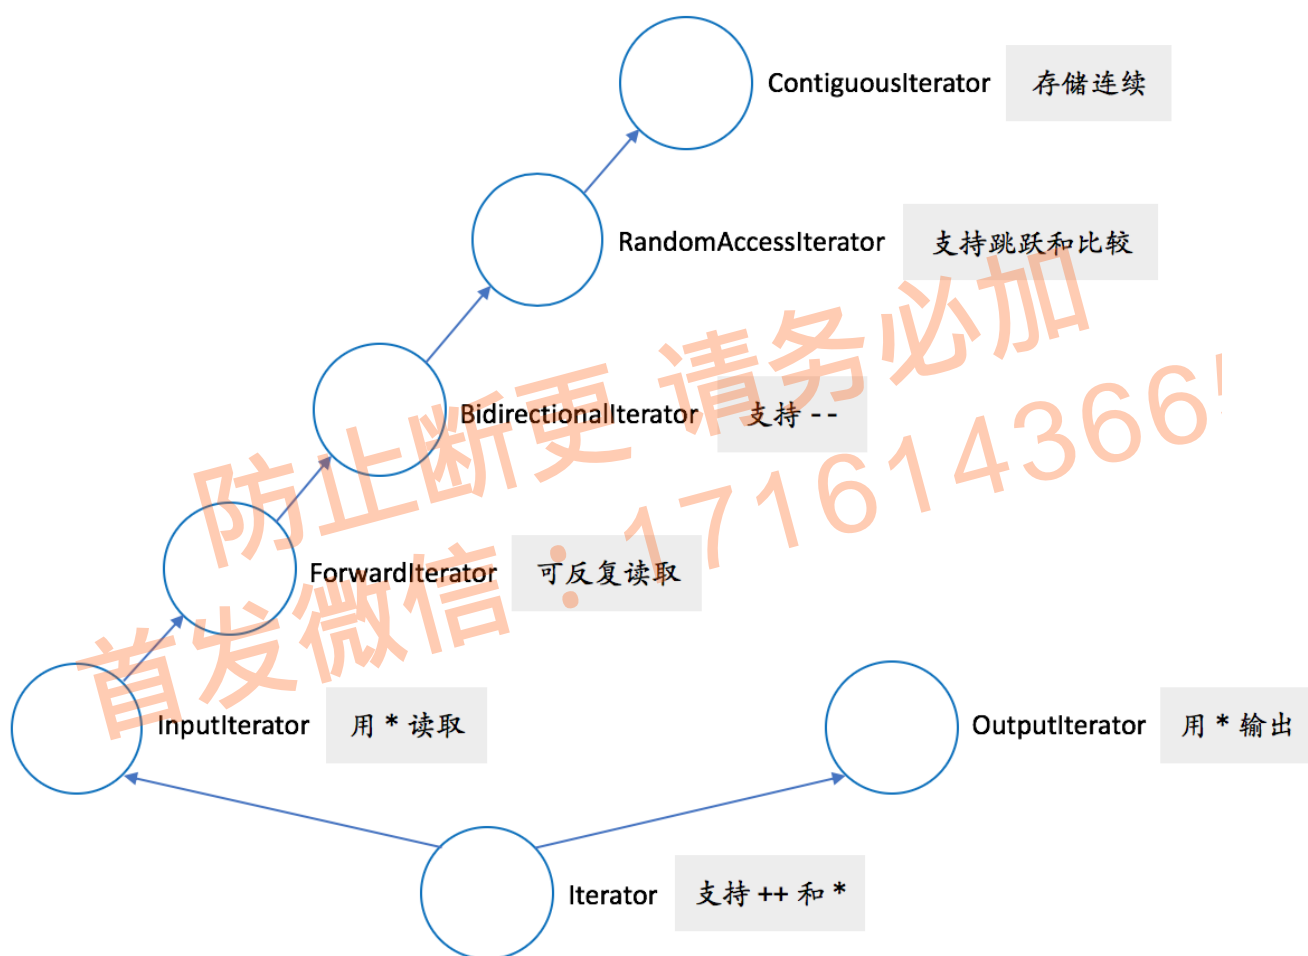 ContiguousIterator 存储连续
RandomAccessIterator 支持跳跃和比较
BidirectionalIterator 支持 --
ForwardIterator 可反复读取
InputIterator 用 * 读取
OutputIterator 用 * 输出
Iterator 支持 ++ 和 *
防止断更 请务必加
首发微信：17161436